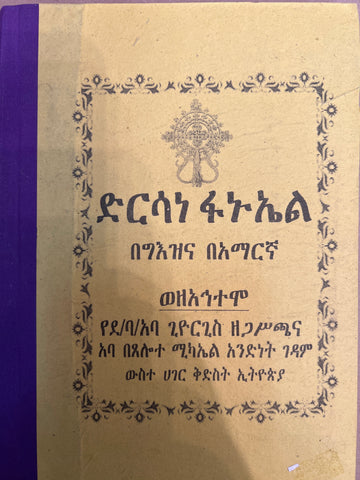 ድርሳነ ፋኑኤል
በግእዝና በአማርኛ
ወዘአኅተሞ
የደ/ባ/አባ ጊዮርጊስ ዘጋሥጫና
አባ በጸሎተ ሚካኤል አንድነት ገዳም
ውስተ ሀገር ቅድስት ኢትዮጵያ